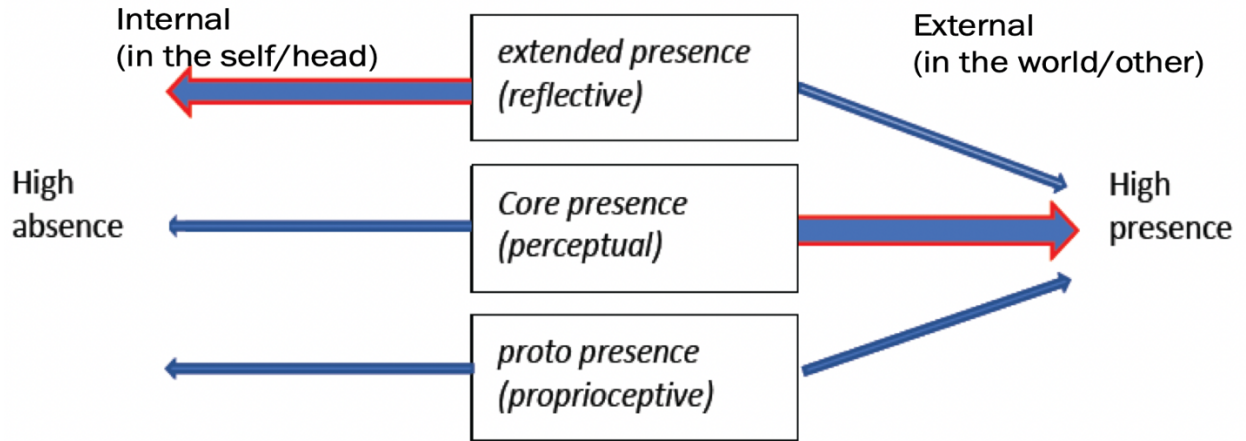 Internal
(in the self/head)
extended presence
(reflective)
External
(in the world/other)
High
absence
Core presence
(perceptual)
High
presence
proto presence
(proprioceptive)